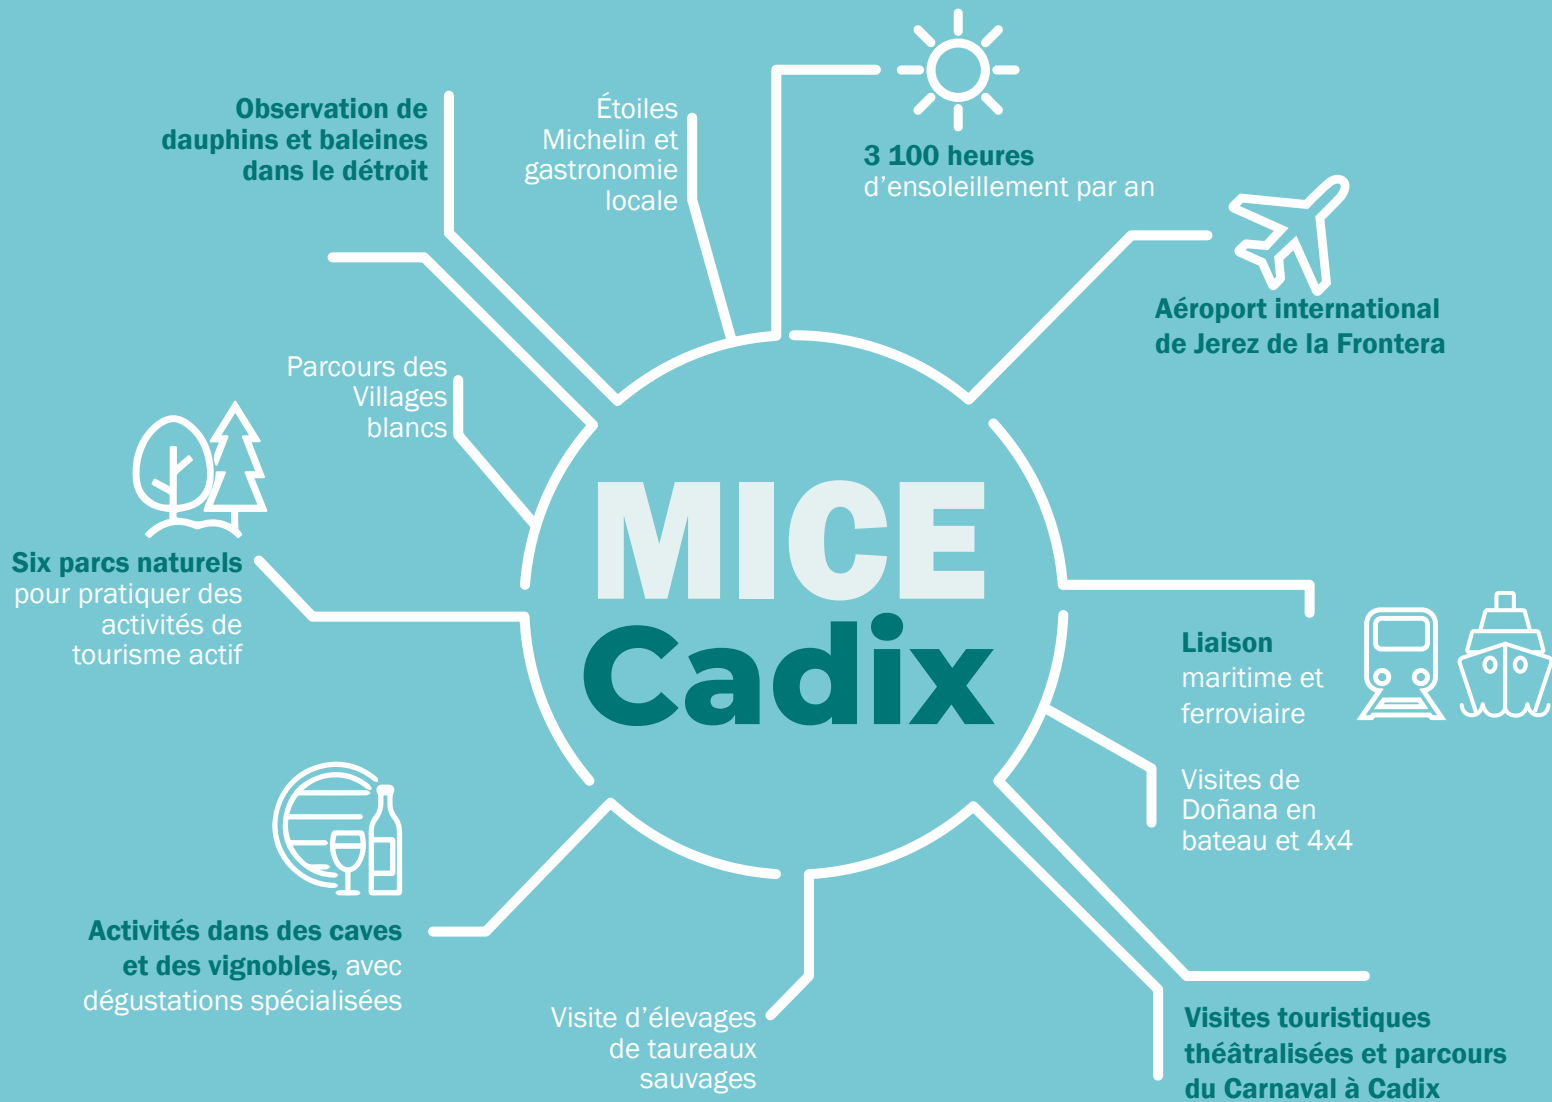 Observation de
dauphins et baleines
dans le détroit
Étoiles
Michelin et
gastronomie
locale
3 100 heures
d’ensoleillement par an
Aéroport international
de Jerez de la Frontera
Parcours des
Villages
blancs
MICE
Cadix
Six parcs naturels
pour pratiquer des
activités de
tourisme actif
Liaison
maritime et
ferroviaire
Visites de
Doñana en
bateau et 4x4
Activités dans des caves
et des vignobles, avec
dégustations spécialisées
Visite d’élevages
de taureaux
sauvages
Visites touristiques
théâtralisées et parcours
du Carnaval à Cadix